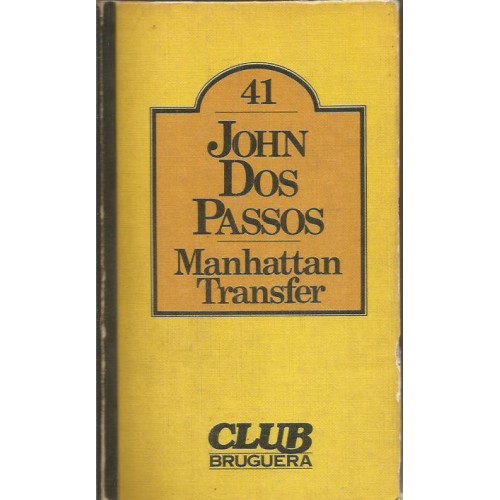 41
JOHN
DOS
PASSOS
Manhattan
Transfer
CLUB
BRUGUERA